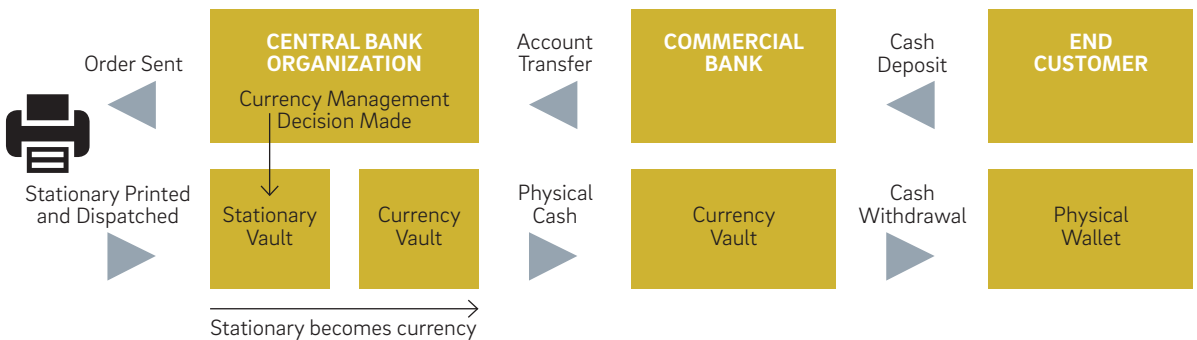 Order Sent
CENTRAL BANK
ORGANIZATION
Currency Management
Decision Made
Account
Transfer
COMMERCIAL
BANK
Cash
Deposit
END
CUSTOMER
Stationary Printed
and Dispatched
Stationary
Vault
Currency
Vault
Physical
Cash
Currency
Vault
Cash
Withdrawal
Physical
Wallet
Stationary becomes currency